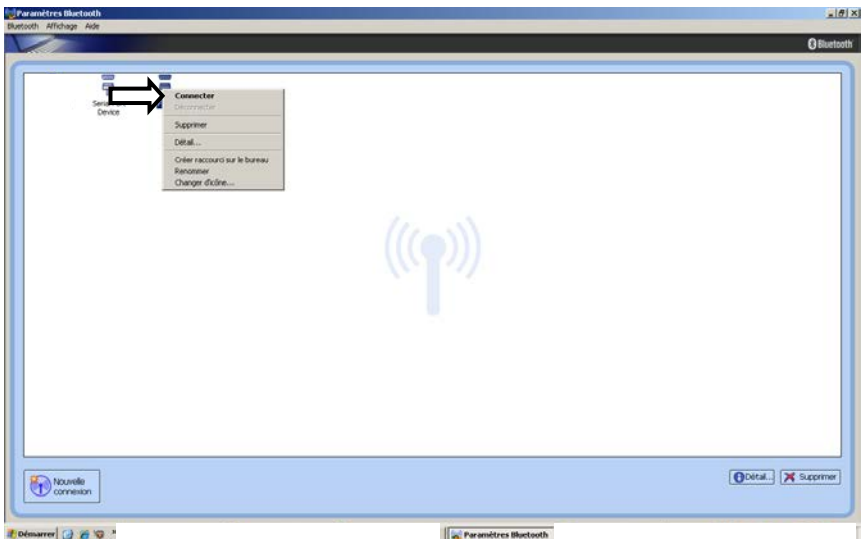 Paramètres Bluetooth
Bluetooth Affichage Aide
Bluetooth
Device
Connecter
Déconnecter
Supprimer
Détail...
Créer raccourci sur le bureau
Renommer
Changer d'icône...
Nouvelle
connexion
Détail...
Supprimer
Démarrer
Paramètres Bluetooth